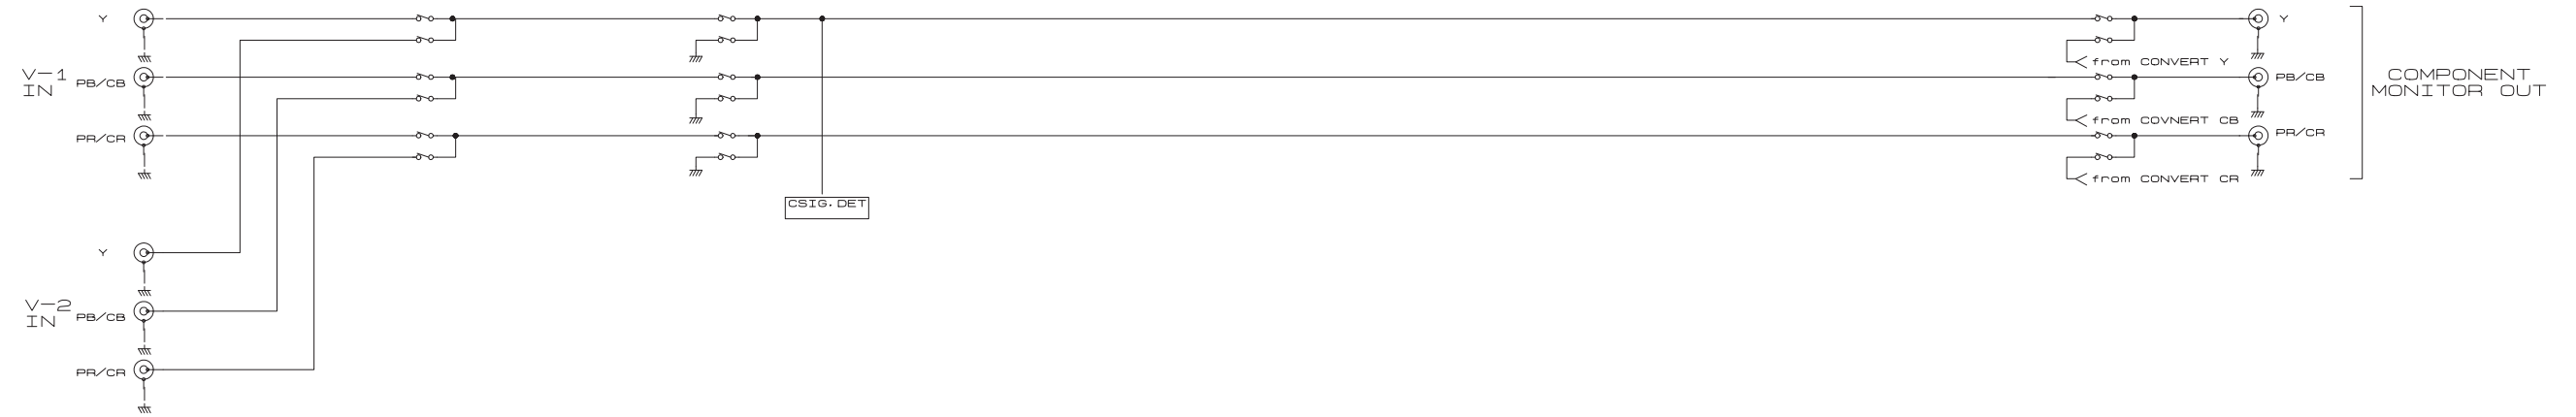 Y
V-1
IN
PB/CB
PR/CR
Y
V-2
IN
PB/CB
PR/CR
CSIG.DET
from CONVERT Y
from COVNERT CB
from CONVERT CR
Y
PB/CB
PR/CR
COMPONENT
MONITOR OUT